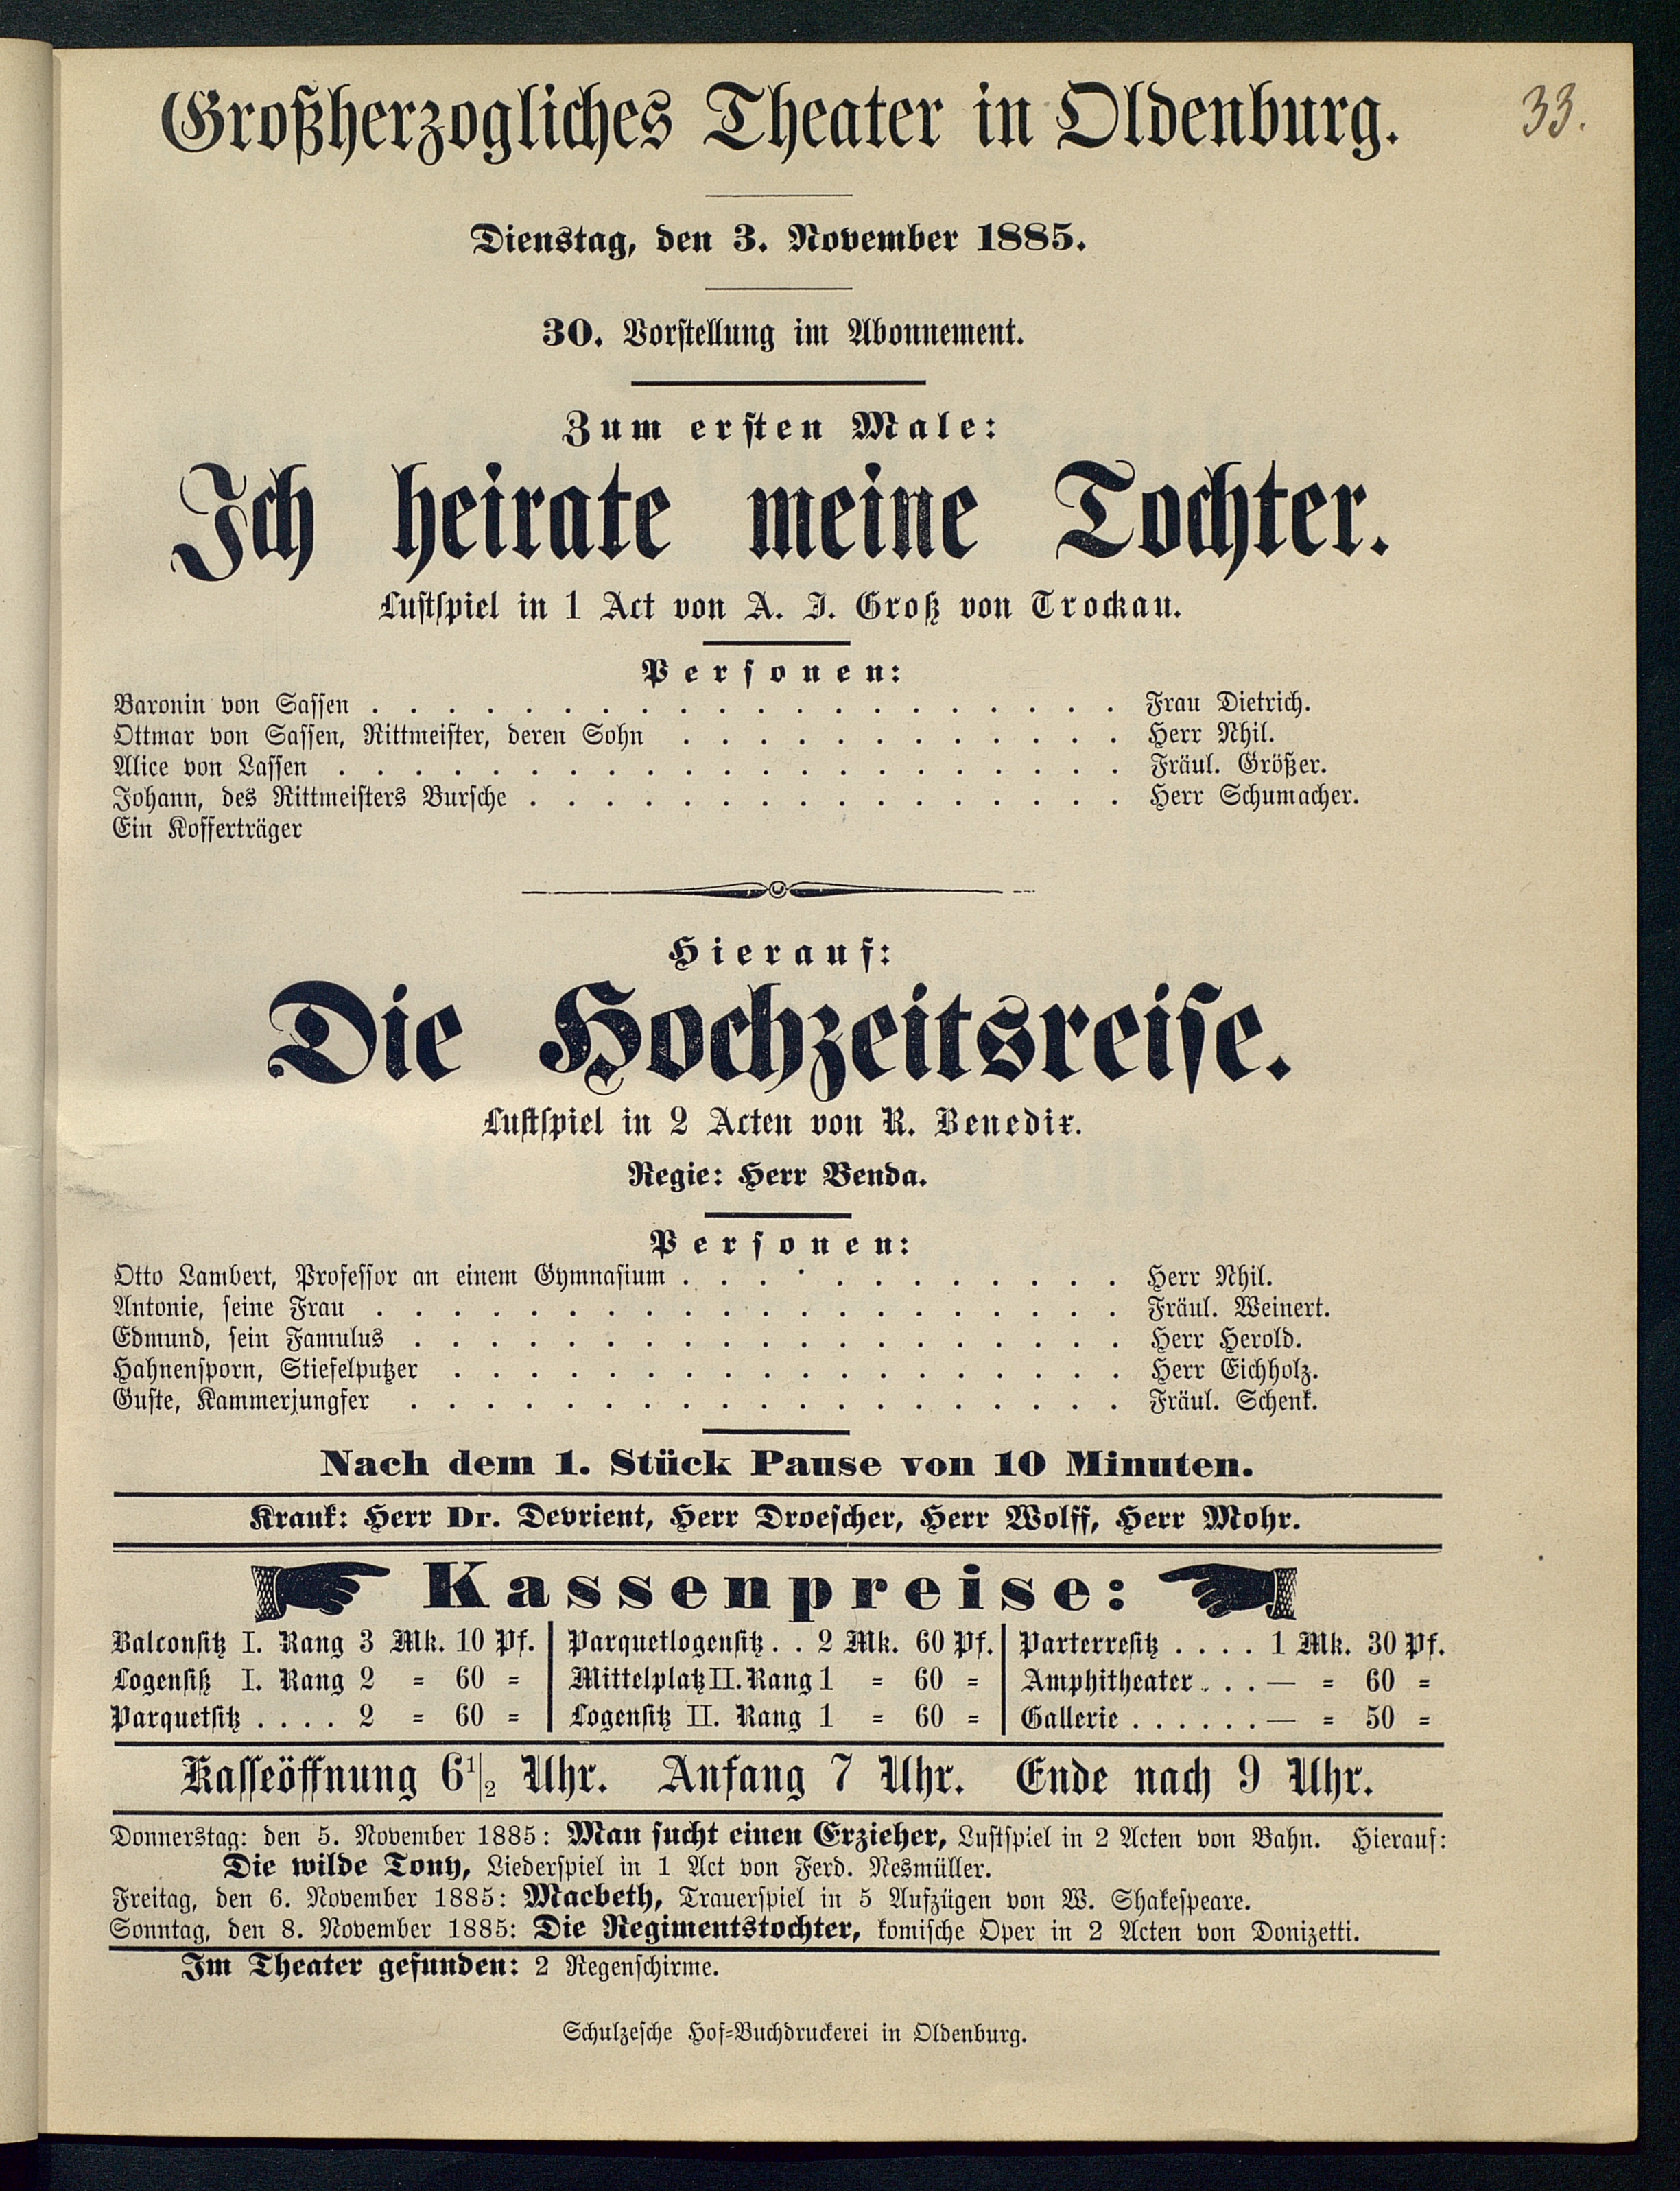 33.
Großherzogliches Theater in Oldenburg.
Dienstag, den 3. November 1885.
30. Vorstellung im Abonnement.
Zum ersten Male:
Ich heirate meine Tochter.
Lustspiel in 1 Act von A. J. Groß von Trockau.
Personen:
Baronin von Sassen . . . . . . . . . . . . . . . . . . . . Frau Dietrich.
Ottmar von Sassen, Rittmeister, deren Sohn . . . . . . . . . . . . Herr Nhil.
Alice von Lassen . . . . . . . . . . . . . . . . . . . . . Fräul. Größer.
Johann, des Rittmeisters Bursche . . . . . . . . . . . . . . . . Herr Schumacher.
Ein Kofferträger
Hierauf:
Die Hochzeitsreise.
Lustspiel in 2 Acten von R. Benedix.
Regie: Herr Benda.
Personen:
Otto Lambert, Professor an einem Gymnasium . . . . . . . . . . . . Herr Nhil.
Antonie, seine Frau . . . . . . . . . . . . . . . . . . . . Fräul. Weinert.
Edmund, sein Famulus . . . . . . . . . . . . . . . . . . . Herr Herold.
Hahnensporn, Stiefelputzer . . . . . . . . . . . . . . . . . . Herr Eichholz.
Guste, Kammerjungfer . . . . . . . . . . . . . . . . . . . Fräul. Schenk.
Nach dem 1. Stück Pause von 10 Minuten.
Krank: Herr Dr. Devrient, Herr Droescher, Herr Wolff, Herr Mohr.
Kassenpreise:
Balconsitz I. Rang 3 Mk. 10 Pf. Parquetlogensitz . . 2 Mk. 60 Pf. Parterresitz . . . . 1 Mk. 30 Pf.
Logensitz I. Rang 2 = 60 = Mittelplatz II. Rang 1 = 60 = Amphitheater . . . — = 60 =
Parquetsitz . . . . 2 = 60 = Logensitz II. Rang 1 = 60 = Gallerie . . . . . . — = 50 =
Kasseöffnung 6 1/2 Uhr. Anfang 7 Uhr. Ende nach 9 Uhr.
Donnerstag: den 5. November 1885: Man sucht einen Erzieher, Lustspiel in 2 Acten von Bahn. Hierauf:
Die wilde Tony, Liederspiel in 1 Act von Ferd. Nesmüller.
Freitag, den 6. November 1885: Macbeth, Trauerspiel in 5 Aufzügen von W. Shakespeare.
Sonntag, den 8. November 1885: Die Regimentstochter, komische Oper in 2 Acten von Donizetti.
Im Theater gefunden: 2 Regenschirme.
Schulzesche Hof=Buchdruckerei in Oldenburg.